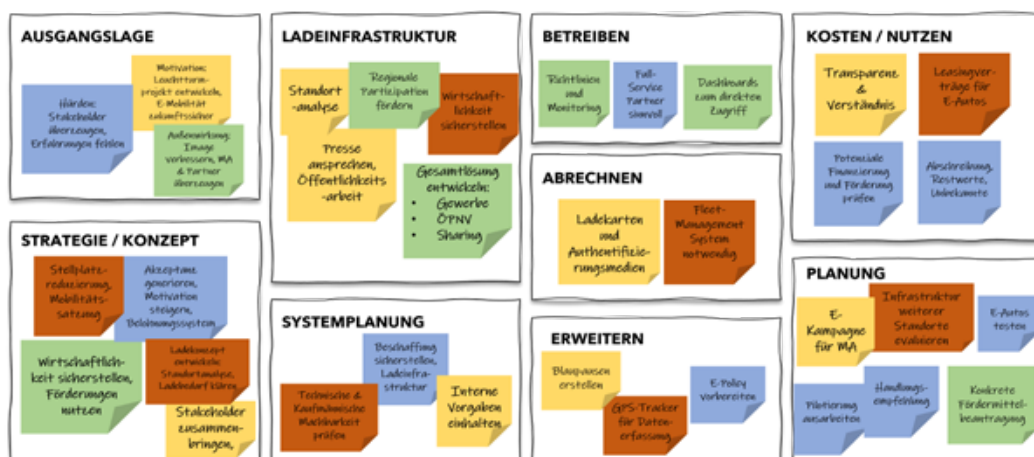 AUSGANGSLAGE
Motivation:
Leuchtturm-
projekt entwickeln,
E-Mobilität
zukunftssicher
Hürden:
Stakeholder
überzeugen,
Erfahrungen fehlen
Außenwirkung:
Image
verbessern, MA
& Partner
überzeugen
STRATEGIE / KONZEPT
Stellplatz-
reduzierung,
Mobilitäts-
satzung
Akzeptanz
generieren,
Motivation
steigern,
Belohnungssystem
Wirtschaftlich-
keit sicherstellen,
Förderungen
nutzen
Ladekonzept
entwickeln:
Standortanalyse,
Ladebedarf klären
Stakeholder
zusammen-
bringen,
LADEINFRASTRUKTUR
Standort
-analyse
Regionale
Participation
fördern
Wirtschaft-
lichkeit
sicherstellen
Presse
ansprechen,
Öffentlichkeits
-arbeit
Gesamtlösung
entwickeln:
• Gewerbe
• ÖPNV
• Sharing
SYSTEMPLANUNG
Beschaffung
sicherstellen,
Ladeinfra-
struktur
Technische &
Kaufmännische
Machbarkeit
prüfen
Interne
Vorgaben
einhalten
BETREIBEN
Richtlinien
und
Monitoring
Full-
Service
Partner
sinnvoll
Dashboards
zum direkten
Zugriff
ABRECHNEN
Ladekarten
und
Authentifizie-
rungsmedien
Fleet-
Management
System
notwendig
ERWEITERN
Blaupausen
erstellen
GPS-Tracker
für Daten-
erfassung
E-Policy
vorbereiten
KOSTEN / NUTZEN
Transparenz
&
Verständnis
Leasingver-
träge für
E-Autos
Potenziale
Finanzierung
und Förderung
prüfen
Abschreibung,
Restwerte,
Unbekannte
PLANUNG
E-
Kampagne
für MA
Infrastruktur
weiterer
Standorte
evaluieren
E-Autos
testen
Pilotierung
ausarbeiten
Handlungs-
empfehlung
Konkrete
Fördermittel-
beantragung